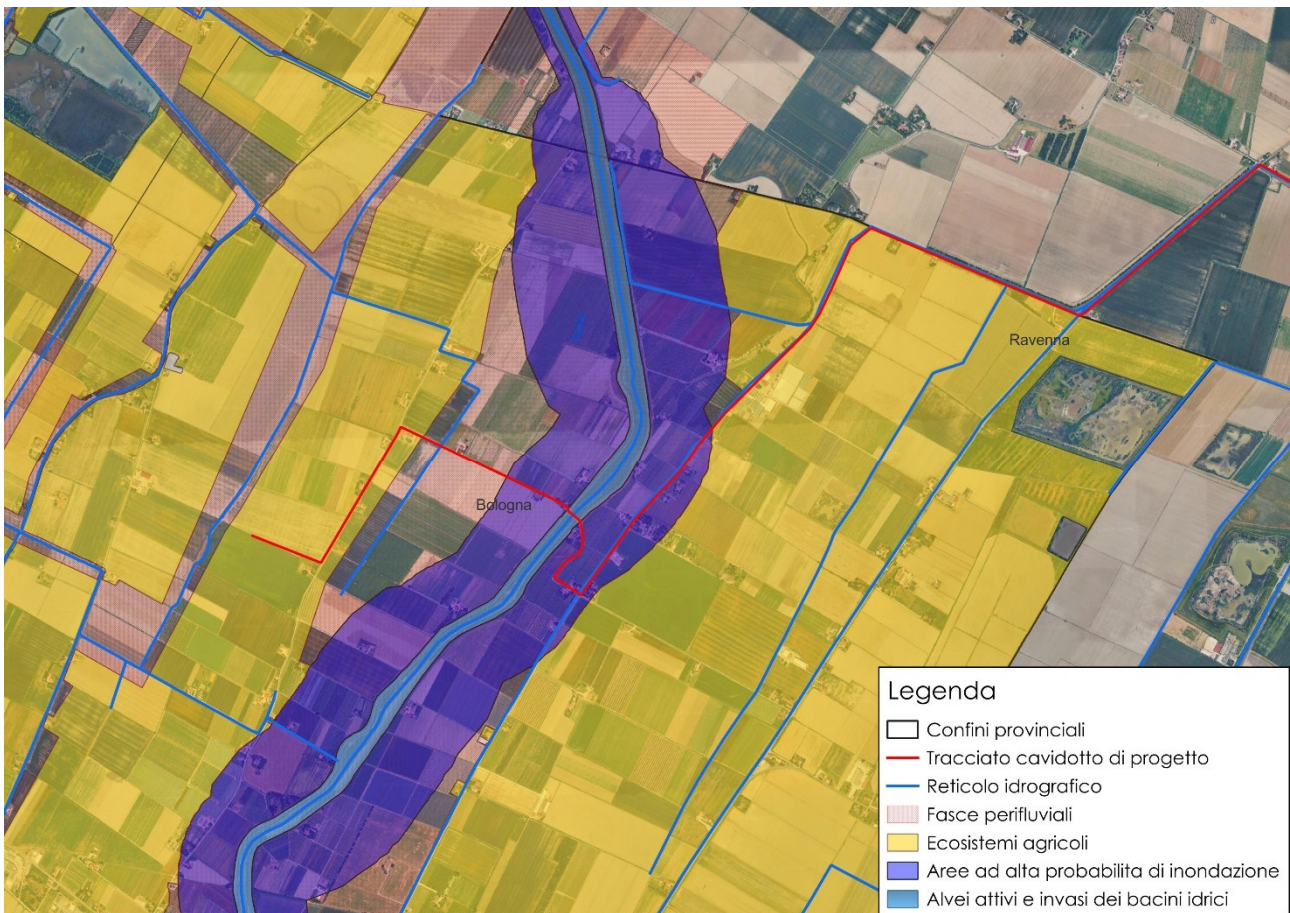 Ravenna
Bologna
Legenda
Confini provinciali
Tracciato cavidotto di progetto
Reticolo idrografico
Fasce perifluviali
Ecosistemi agricoli
Aree ad alta probabilita di inondazione
Alvei attivi e invasi dei bacini idrici